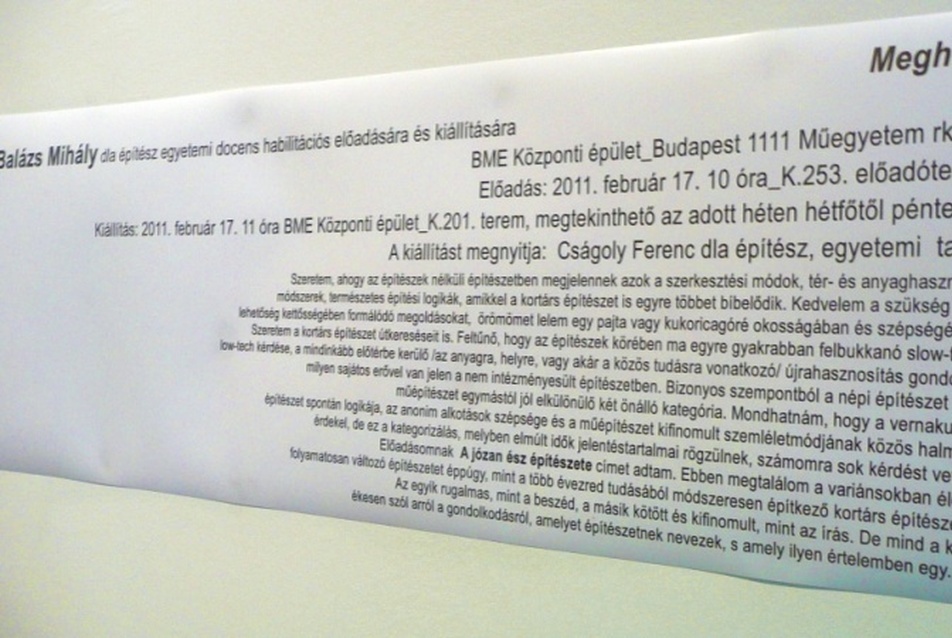 Megh
Balázs Mihály dla építész egyetemi docens habilitációs előadására és kiállítására
BME Központi épület_Budapest 1111 Műegyetem rk
Előadás: 2011. február 17. 10 óra_K.253. előadóte
Kiállítás: 2011. február 17. 11 óra BME Központi épület_K.201. terem, megtekinthető az adott héten hétfőtől pénte
A kiállítást megnyitja: Cságoly Ferenc dla építész, egyetemi ta
Szeretem, ahogy az építészek nélküli építészetben megjelennek azok a szerkesztési módok, tér- és anyaghaszn
módszerek, természetes építési logikák, amikkel a kortárs építészet is egyre többet bíbelődik. Kedvelem a szükség
lehetőség kettősségében formálódó megoldásokat, örömömet lelem egy pajta vagy kukoricagóré okosságában és szépségé
Szeretem a kortárs építészet útkereséseit is. Feltűnő, hogy az építészek körében ma egyre gyakrabban felbukkanó slow-
low-tech kérdése, a mindinkább előtérbe kerülő /az anyagra, helyre, vagy akár a közös tudásra vonatkozó/ újrahasznosítás gond
milyen sajátos erővel van jelen a nem intézményesült építészetben. Bizonyos szempontból a népi építészet
műépítészet egymástól jól elkülönülő két önálló kategória. Mondhatnám, hogy a vernaku
építészet spontán logikája, az anonim alkotások szépsége és a műépítészet kifinomult szemléletmódjának közös halm
érdekel, de ez a kategorizálás, melyben elmúlt idők jelentéstartalmai rögzülnek, számomra sok kérdést ve
Előadásomnak A józan ész építészete címet adtam. Ebben megtalálom a variánsokban él
folyamatosan változó építészetet éppúgy, mint a több évezred tudásából módszeresen építkező kortárs építész
Az egyik rugalmas, mint a beszéd, a másik kötött és kifinomult, mint az írás. De mind a k
ékesen szól arról a gondolkodásról, amelyet építészetnek nevezek, s amely ilyen értelemben egy.